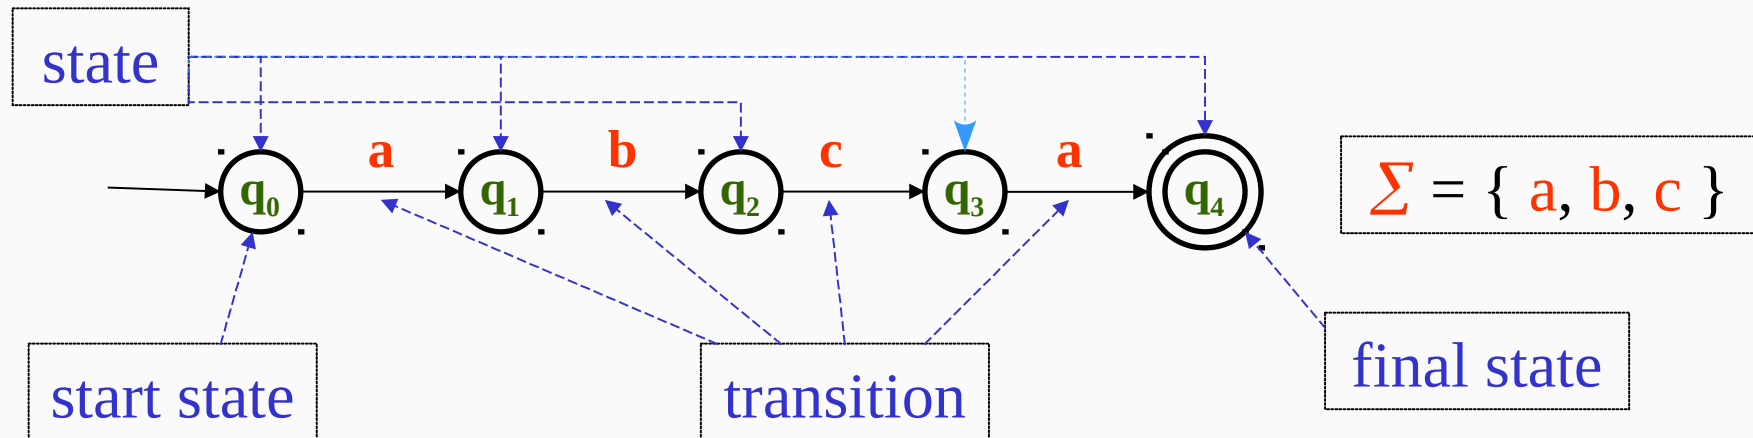 state
a b c a
q0 q1 q2 q3 q4
Σ = { a, b, c }
start state
transition
final state